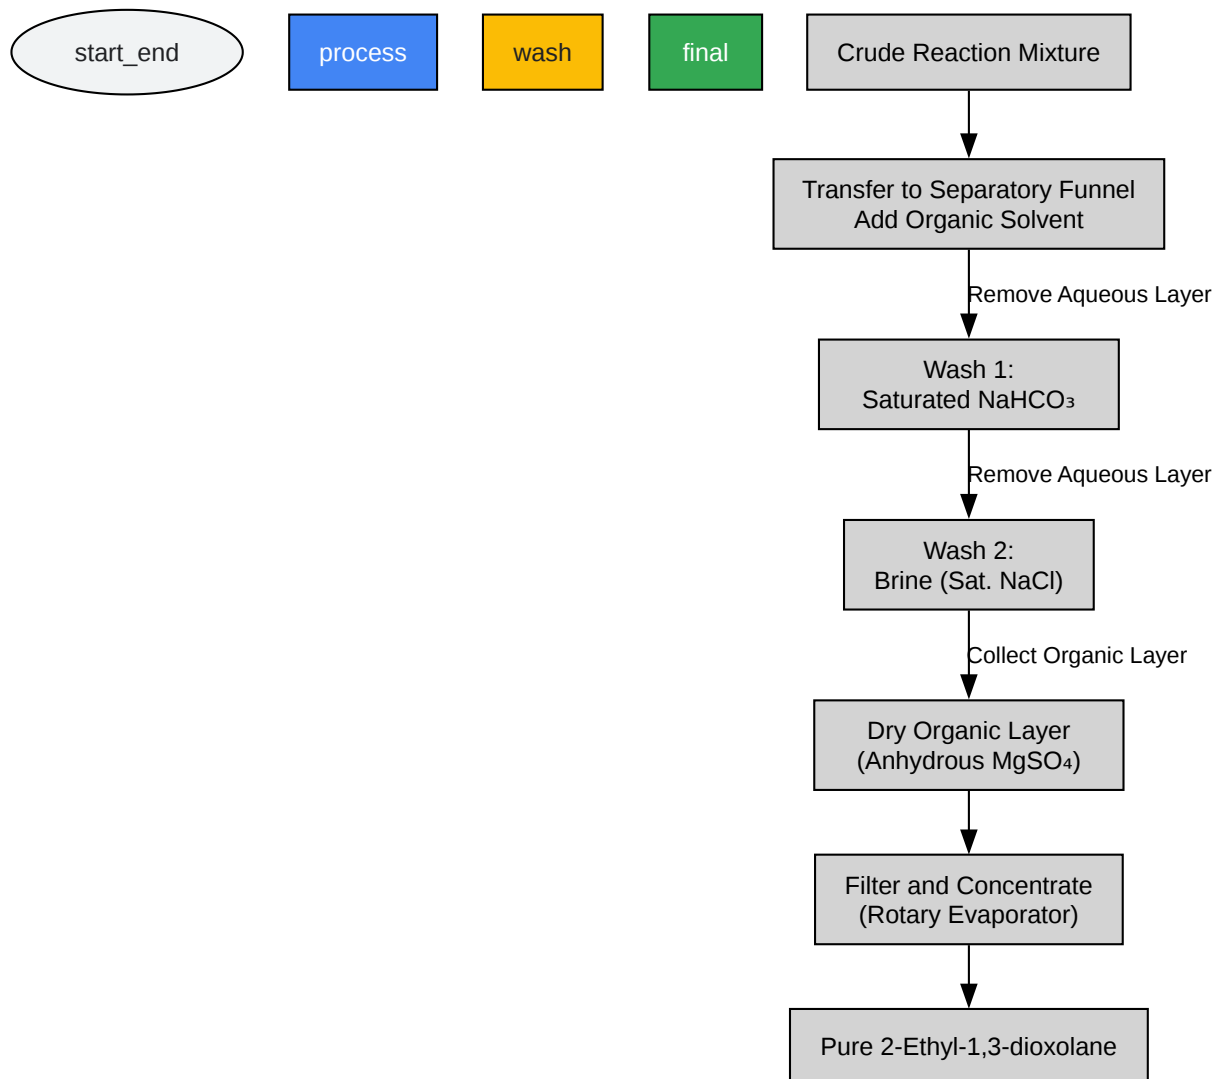 start_end
process
wash
final
Crude Reaction Mixture
Transfer to Separatory Funnel
Add Organic Solvent
Remove Aqueous Layer
Wash 1:
Saturated NaHCO₃
Remove Aqueous Layer
Wash 2:
Brine (Sat. NaCl)
Collect Organic Layer
Dry Organic Layer
(Anhydrous MgSO₄)
Filter and Concentrate
(Rotary Evaporator)
Pure 2-Ethyl-1,3-dioxolane